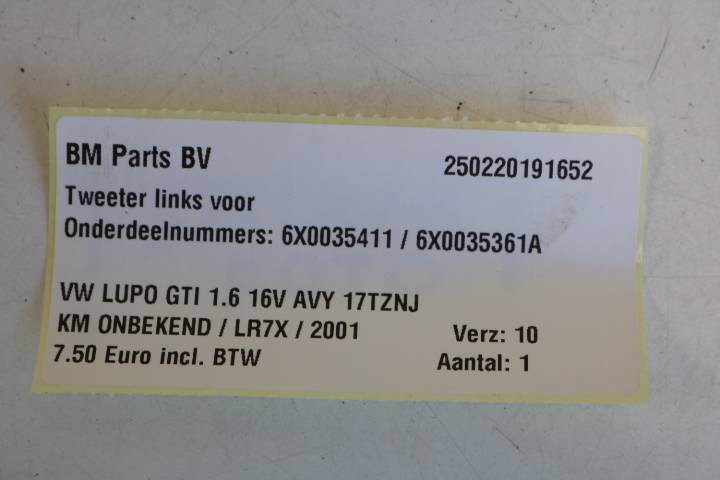 BM Parts BV 250220191652
Tweeter links voor
Onderdeelnummers: 6X0035411 / 6X0035361A
VW LUPO GTI 1.6 16V AVY 17TZNJ
KM ONBEKEND / LR7X / 2001 Verz: 10
7.50 Euro incl. BTW Aantal: 1